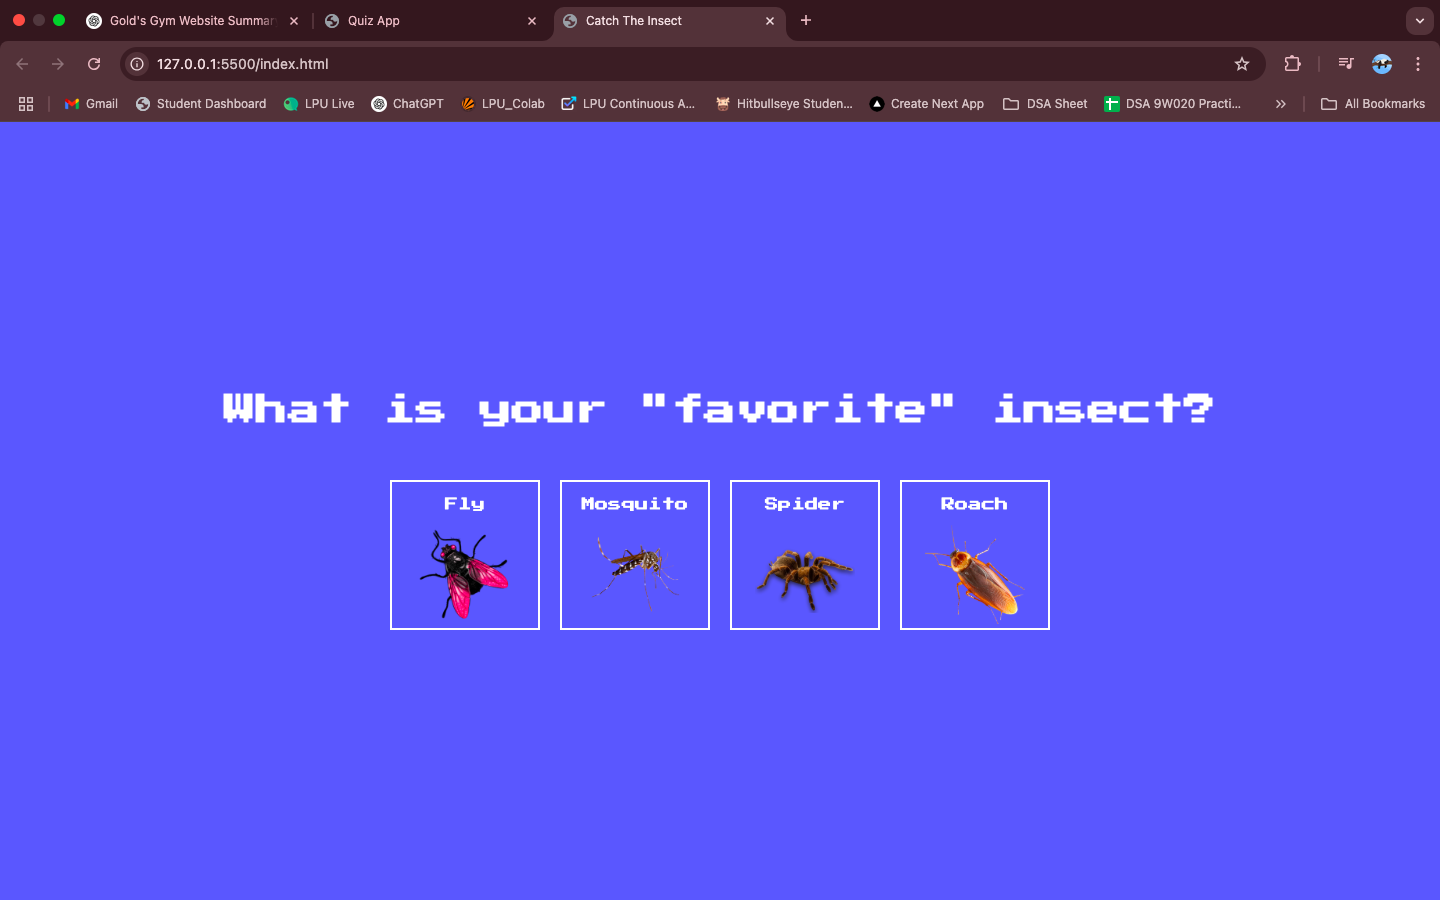 Gold's Gym Website Summar
Quiz App
Catch The Insect
127.0.0.1:5500/index.html
Gmail
Student Dashboard
LPU Live
ChatGPT
LPU_Colab
LPU Continuous A...
Hitbullseye Studen...
Create Next App
DSA Sheet
DSA 9W020 Practi...
All Bookmarks
What is your "favorite" insect?
Fly
Mosquito
Spider
Roach